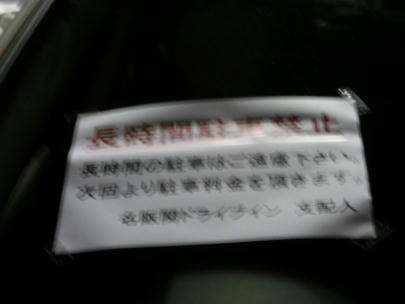 長時間駐車禁止
長時間の駐車はご遠慮下さい。
次回より駐車料金を頂きます。
名阪関ドライブイン 支配人